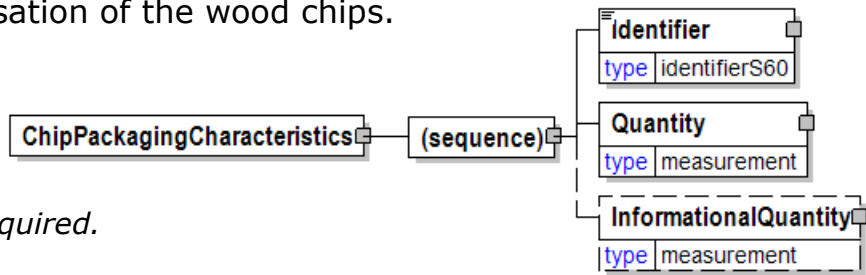 sation of the wood chips.
Identifier
type identifierS60
ChipPackagingCharacteristics
(sequence)
Quantity
type measurement
InformationalQuantity
type measurement
quired.